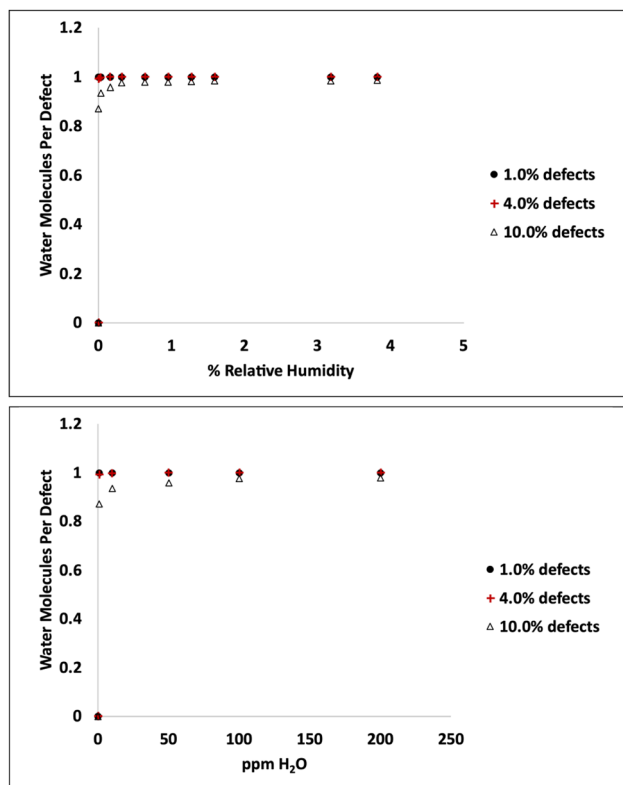 1.2
1
0.8
0.6
0.4
0.2
0
Water Molecules Per Defect
0 1 2 3 4 5
% Relative Humidity
1.0% defects
4.0% defects
10.0% defects
1.2
1
0.8
0.6
0.4
0.2
0
Water Molecules Per Defect
0 50 100 150 200 250
ppm H₂O
1.0% defects
4.0% defects
10.0% defects